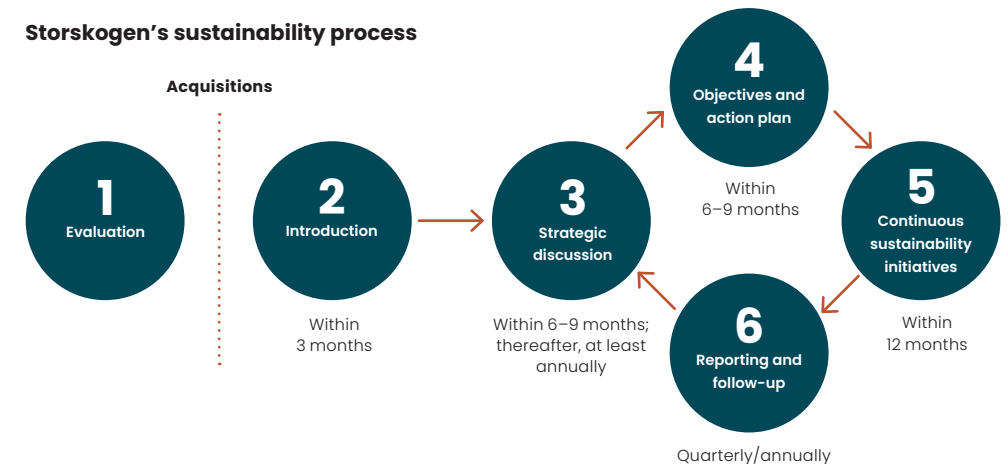 Storskogen’s sustainability process
Acquisitions
1
Evaluation
2
Introduction
Within
3 months
3
Strategic
discussion
Within 6–9 months;
thereafter, at least
annually
4
Objectives and
action plan
Within
6–9 months
5
Continuous
sustainability
initiatives
Within
12 months
6
Reporting and
follow-up
Quarterly/annually